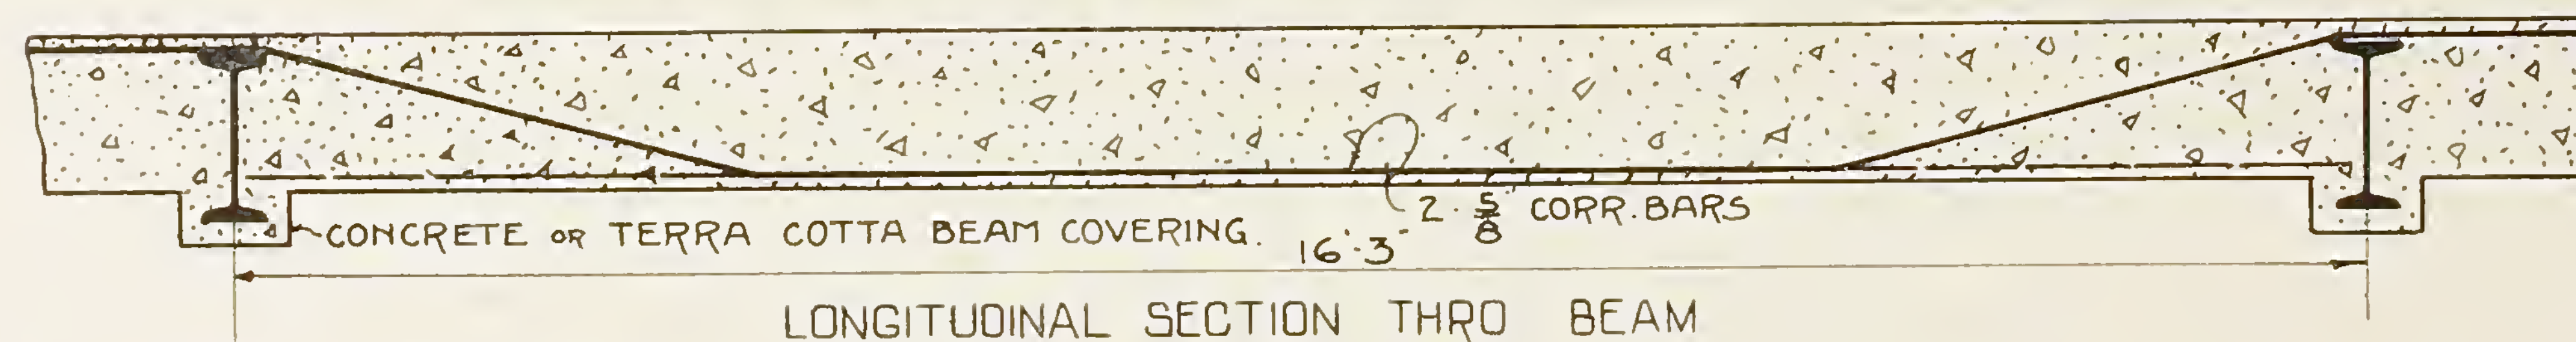 2 - 5/8" CORR. BARS
CONCRETE OR TERRA COTTA BEAM COVERING.
16'-3"
LONGITUDINAL SECTION THRO BEAM